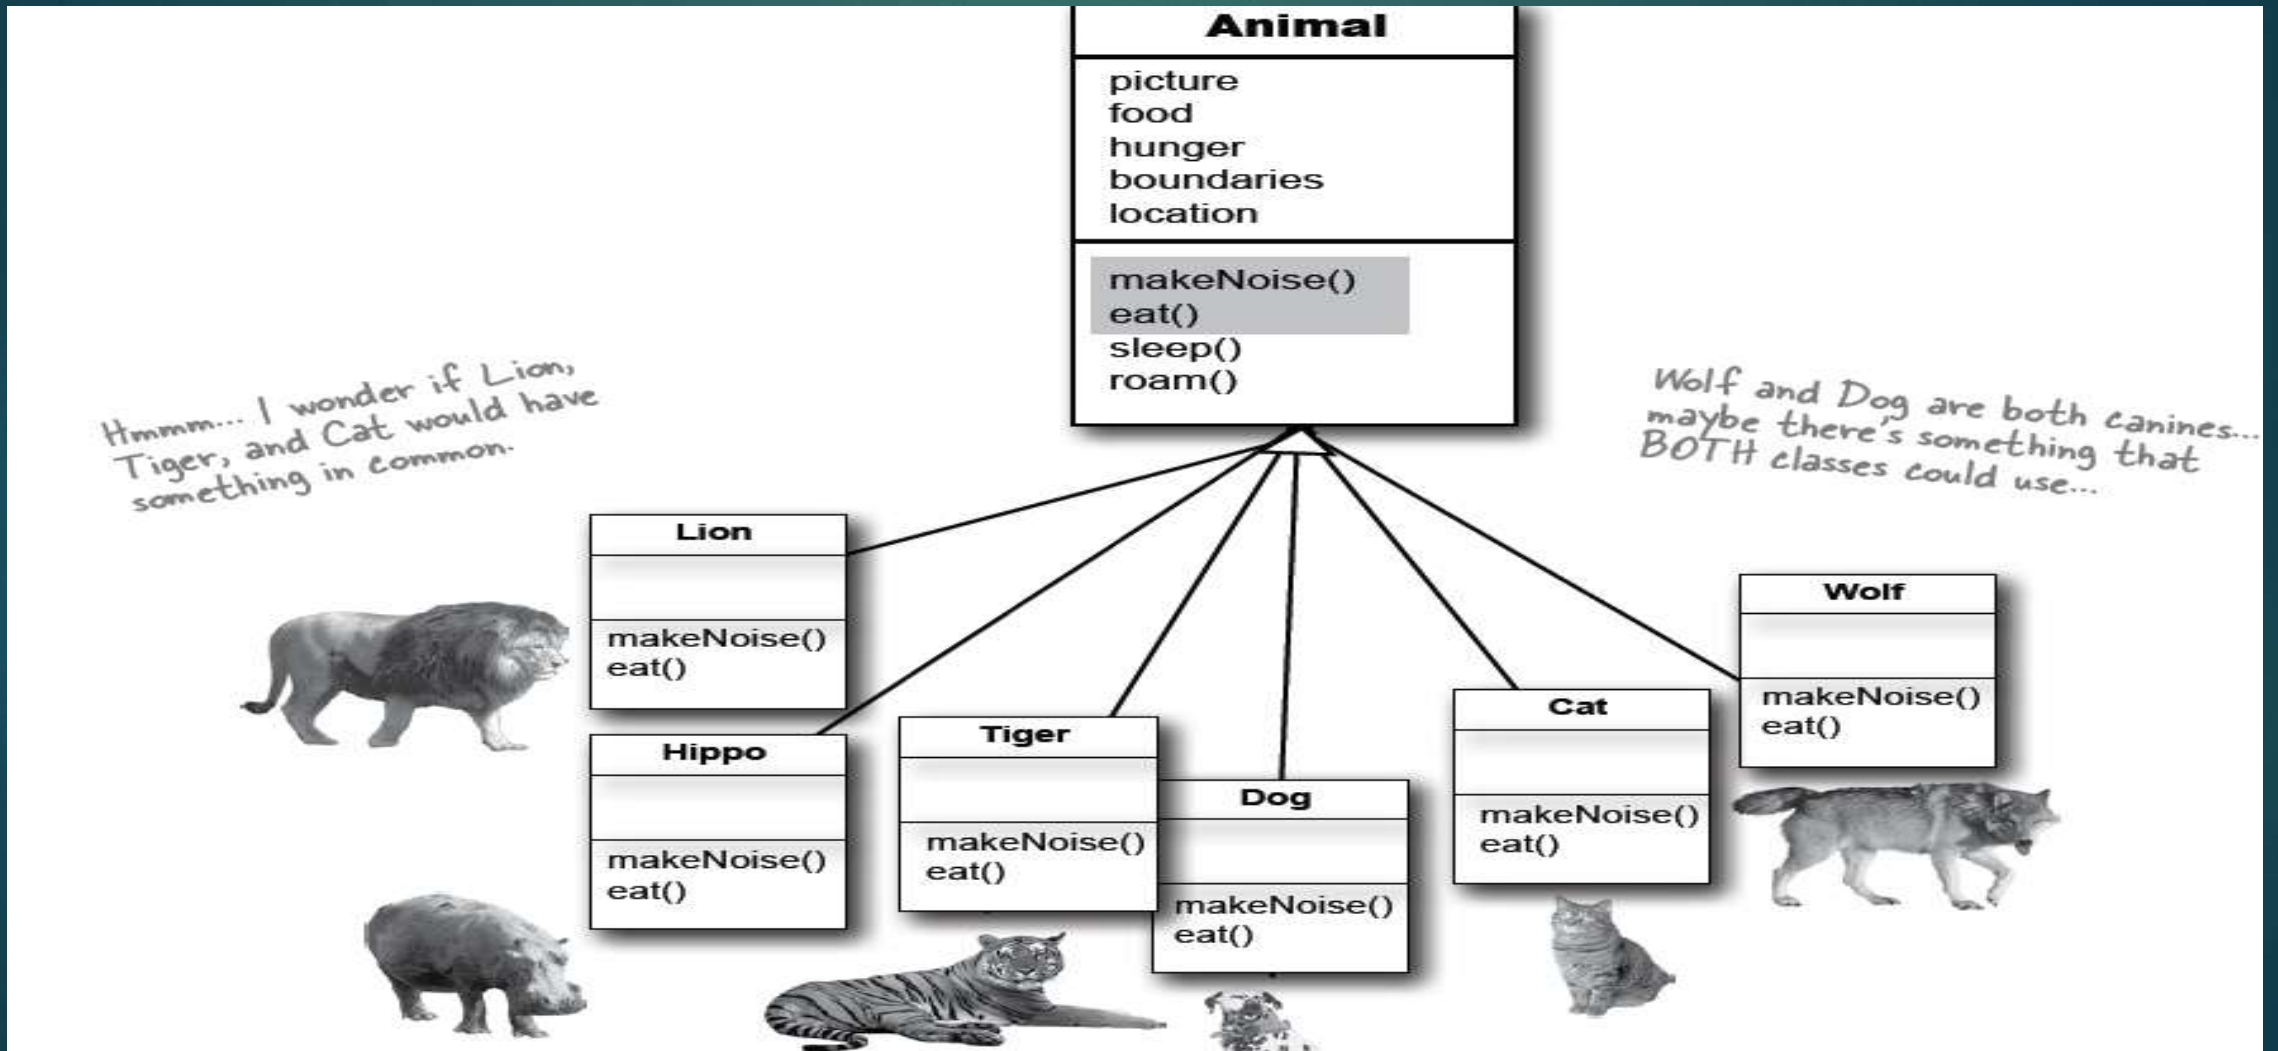 Animal
picture
food
hunger
boundaries
location
makeNoise()
eat()
sleep()
roam()
Hmmm... I wonder if Lion,
Tiger, and Cat would have
something in common.
Wolf and Dog are both canines...
maybe there's something that
BOTH classes could use...
Lion
makeNoise()
eat()
Hippo
makeNoise()
eat()
Tiger
makeNoise()
eat()
Dog
makeNoise()
eat()
Cat
makeNoise()
eat()
Wolf
makeNoise()
eat()